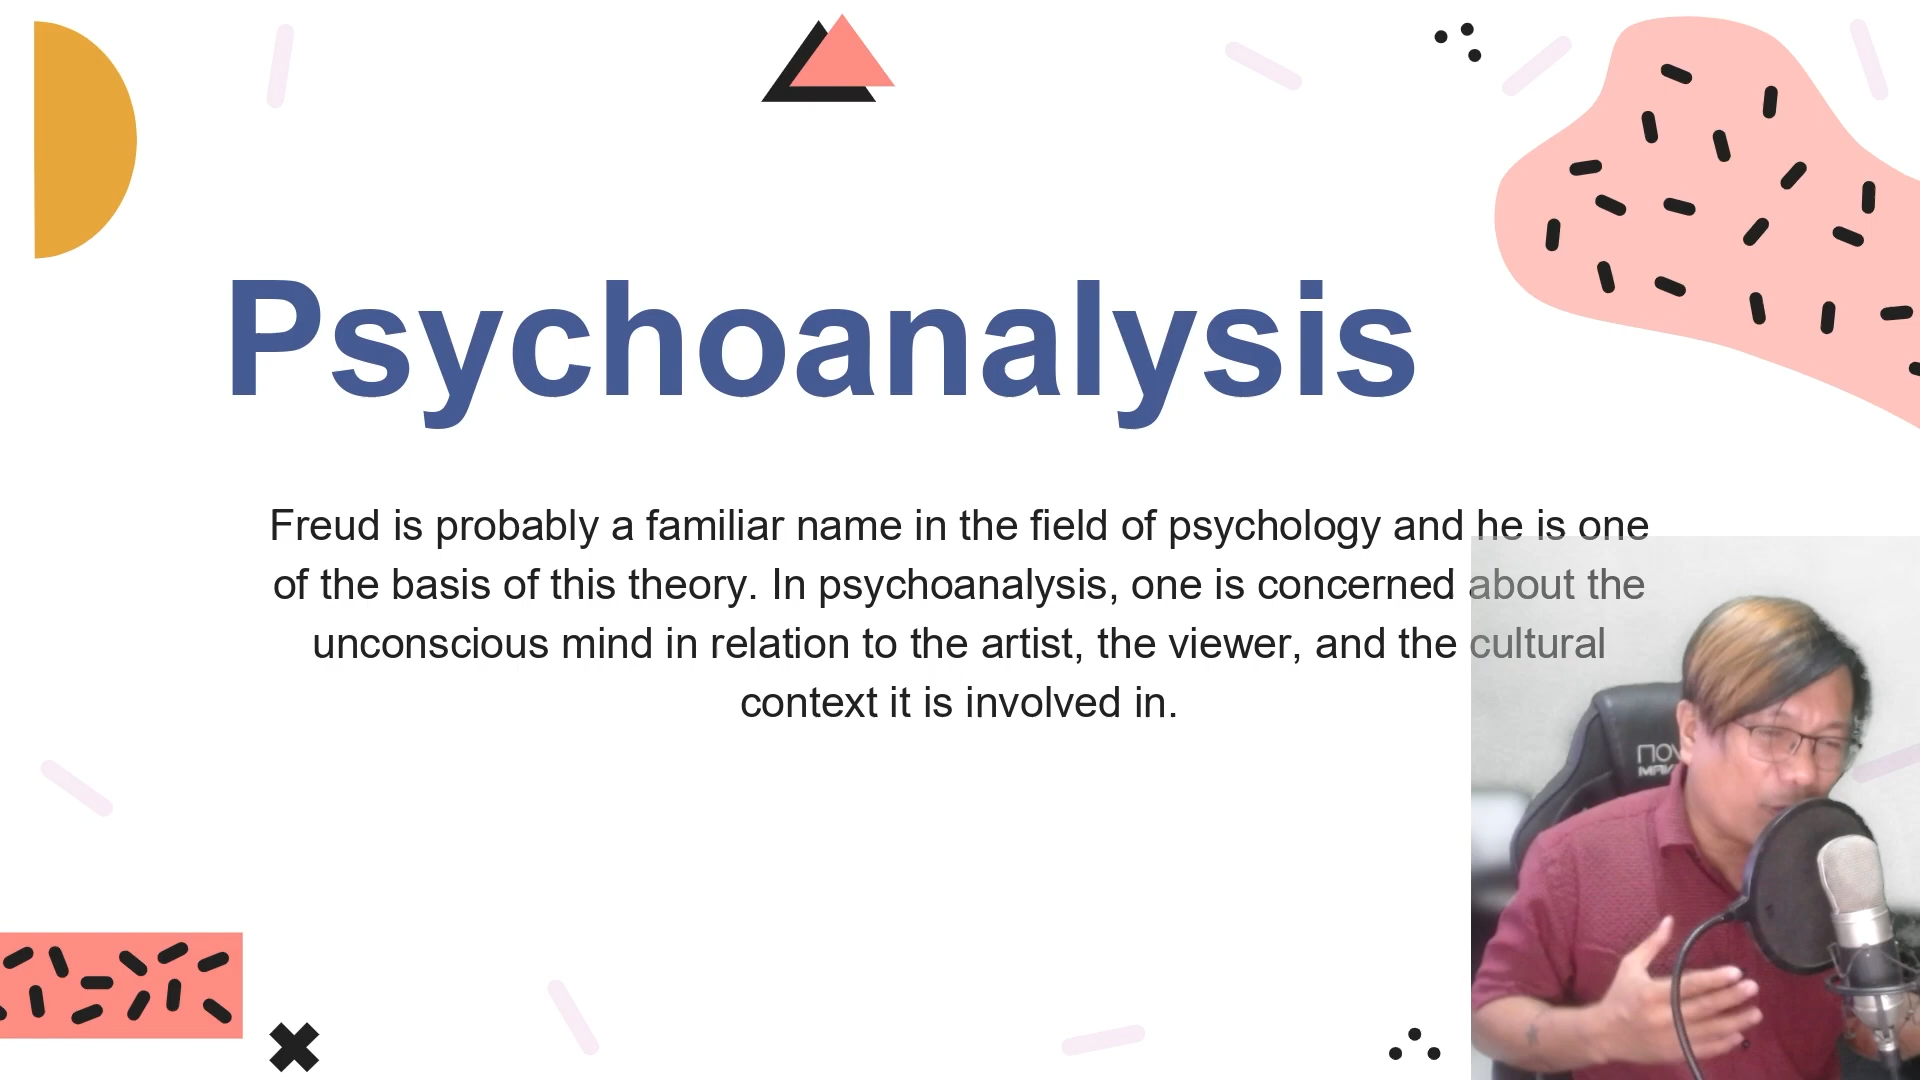 Psychoanalysis
Freud is probably a familiar name in the field of psychology and he is one
of the basis of this theory. In psychoanalysis, one is concerned about the
unconscious mind in relation to the artist, the viewer, and the cultural
context it is involved in.